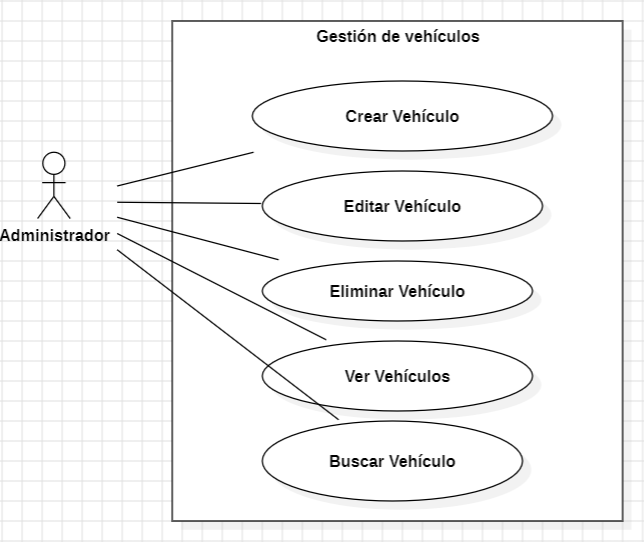 Gestión de vehículos
Crear Vehículo
Editar Vehículo
Administrador
Eliminar Vehículo
Ver Vehículos
Buscar Vehículo